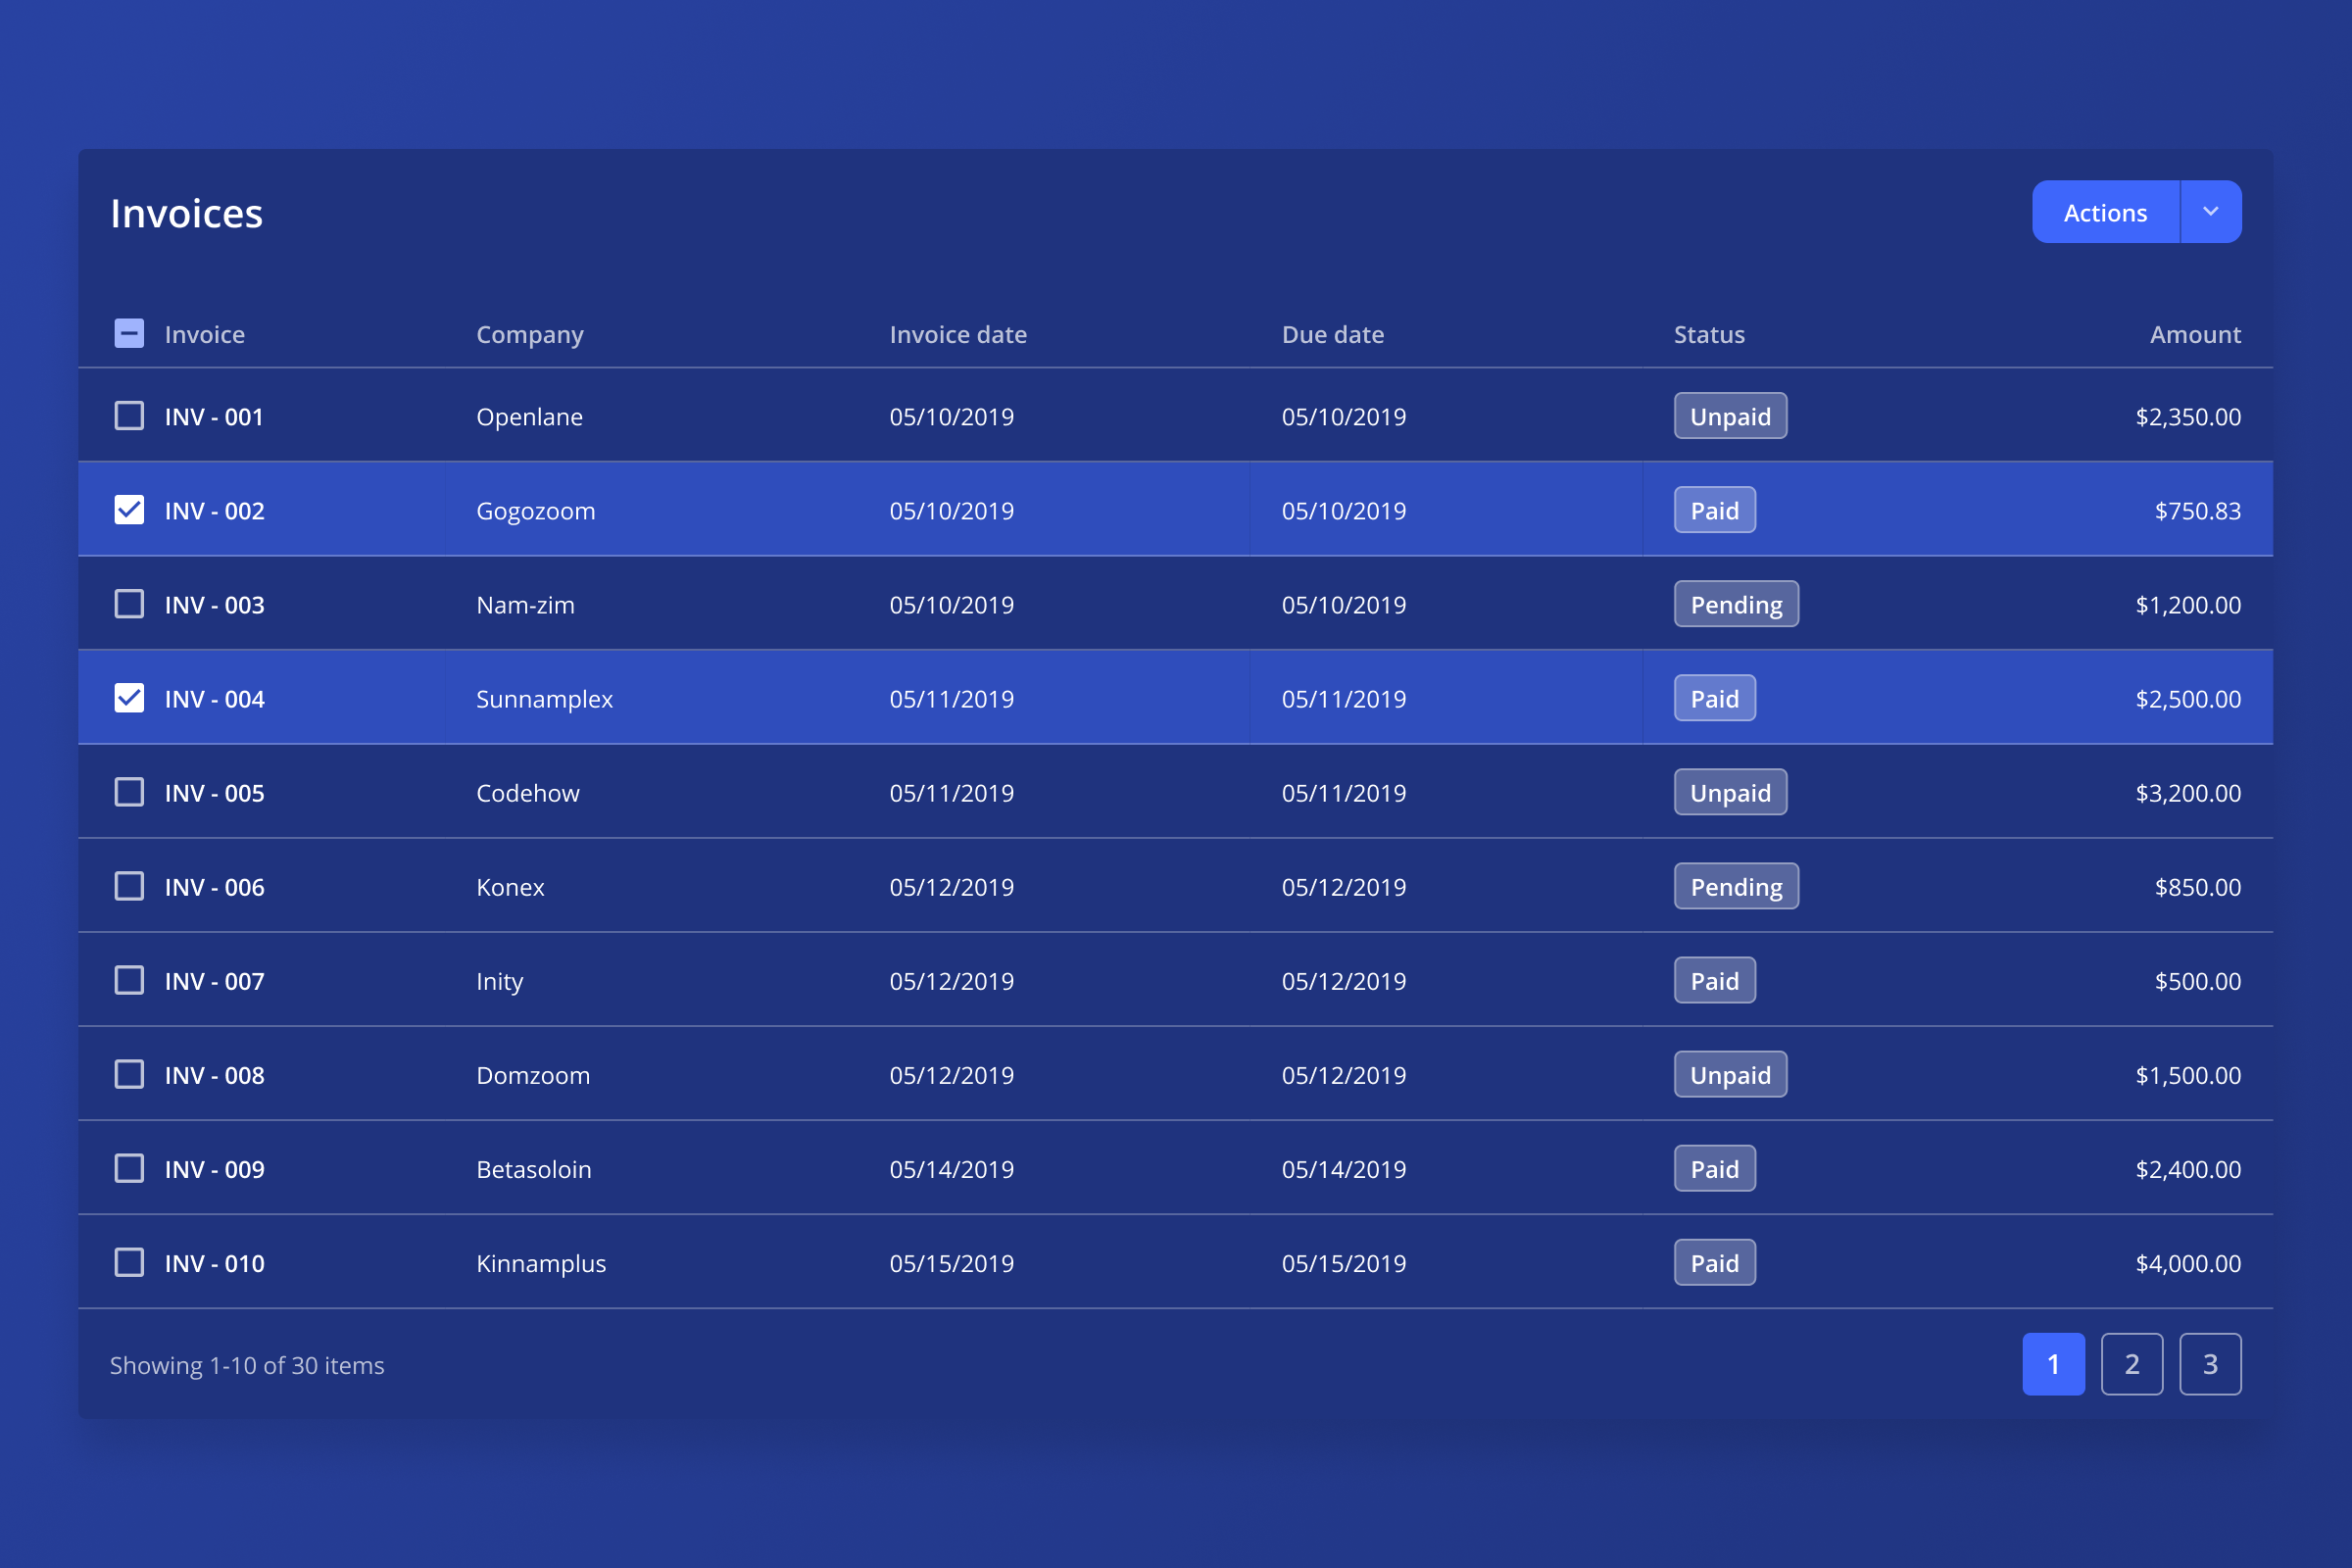 Invoices
Actions
Invoice Company Invoice date Due date Status Amount
INV - 001 Openlane 05/10/2019 05/10/2019 Unpaid $2,350.00
INV - 002 Gogozoom 05/10/2019 05/10/2019 Paid $750.83
INV - 003 Nam-zim 05/10/2019 05/10/2019 Pending $1,200.00
INV - 004 Sunnamplex 05/11/2019 05/11/2019 Paid $2,500.00
INV - 005 Codehow 05/11/2019 05/11/2019 Unpaid $3,200.00
INV - 006 Konex 05/12/2019 05/12/2019 Pending $850.00
INV - 007 Inity 05/12/2019 05/12/2019 Paid $500.00
INV - 008 Domzoom 05/12/2019 05/12/2019 Unpaid $1,500.00
INV - 009 Betasoloin 05/14/2019 05/14/2019 Paid $2,400.00
INV - 010 Kinnamplus 05/15/2019 05/15/2019 Paid $4,000.00
Showing 1-10 of 30 items
1 2 3